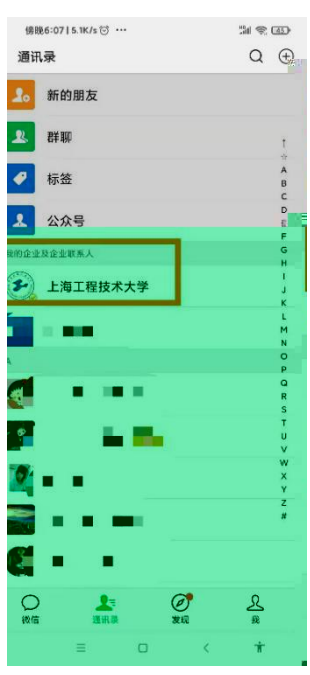 傍晚6:07 | 5.1K/s ···
45
通讯录
新的朋友
群聊
标签
公众号
我的企业及企业联系人
上海工程技术大学
A
↑
☆
A
B
C
D
E
F
G
H
I
J
K
L
M
N
O
P
Q
R
S
T
U
V
W
X
Y
Z
#
微信
通讯录
发现
我